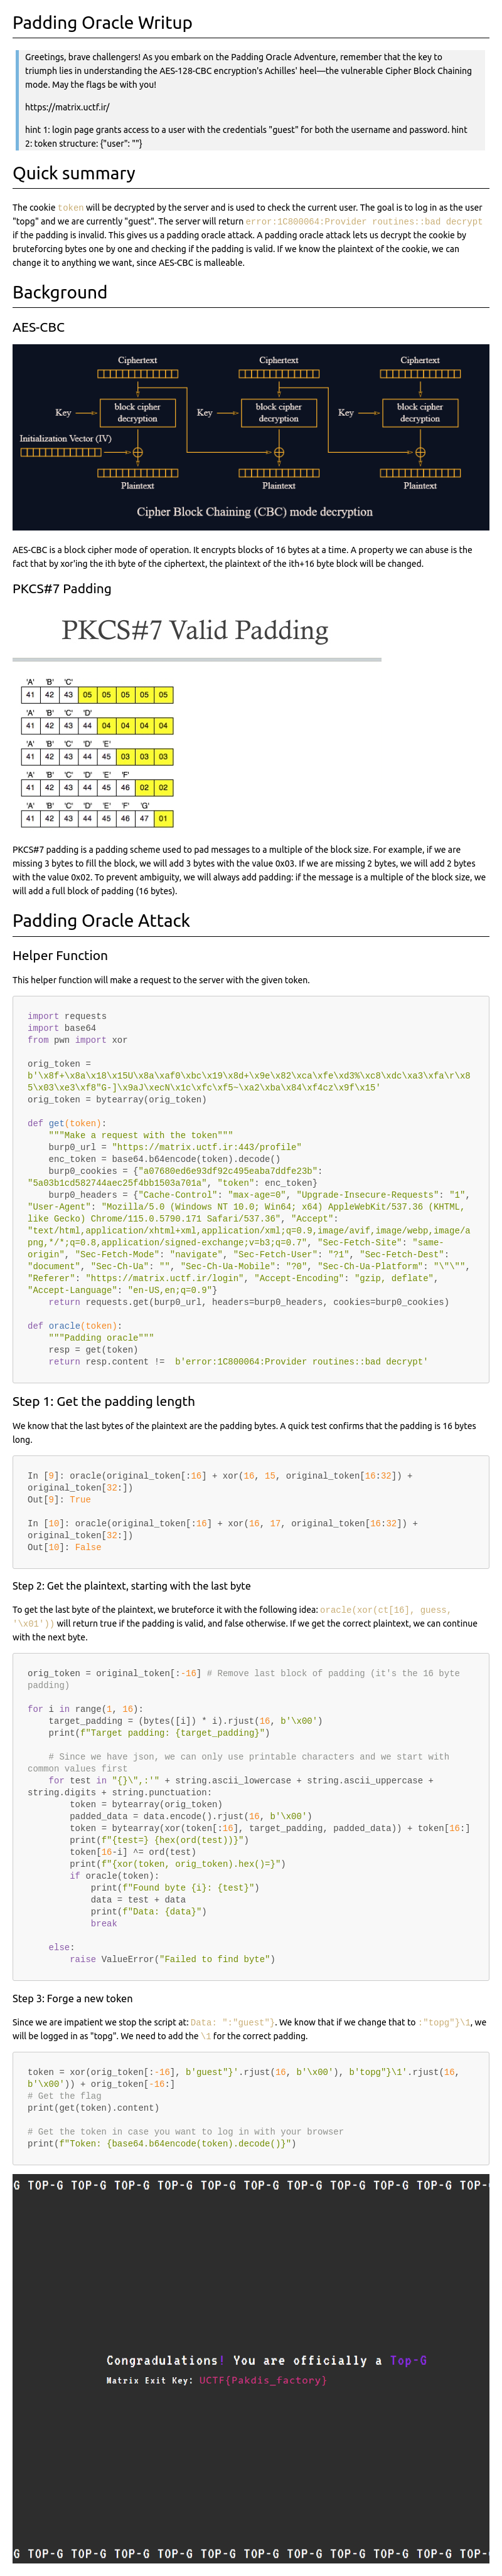 Padding Oracle Writup
Greetings, brave challengers! As you embark on the Padding Oracle Adventure, remember that the key to
triumph lies in understanding the AES-128-CBC encryption's Achilles' heel—the vulnerable Cipher Block Chaining
mode. May the flags be with you!
https://matrix.uctf.ir/
hint 1: login page grants access to a user with the credentials "guest" for both the username and password. hint
2: token structure: {"user": ""}
Quick summary
The cookie token will be decrypted by the server and is used to check the current user. The goal is to log in as the user
"topg" and we are currently "guest". The server will return error:1C800064:Provider routines::bad decrypt
if the padding is invalid. This gives us a padding oracle attack. A padding oracle attack lets us decrypt the cookie by
bruteforcing bytes one by one and checking if the padding is valid. If we know the plaintext of the cookie, we can
change it to anything we want, since AES-CBC is malleable.
Background
AES-CBC
Ciphertext Ciphertext Ciphertext
Key block cipher decryption Key block cipher decryption Key block cipher decryption
Initialization Vector (IV)
Plaintext Plaintext Plaintext
Cipher Block Chaining (CBC) mode decryption
AES-CBC is a block cipher mode of operation. It encrypts blocks of 16 bytes at a time. A property we can abuse is the
fact that by xor'ing the ith byte of the ciphertext, the plaintext of the ith+16 byte block will changed.
PKCS#7 Padding
PKCS#7 Valid Padding
'A' 'B' 'C'
41 42 43 05 05 05 05 05
'A' 'B' 'C' 'D'
41 42 43 44 04 04 04 04
'A' 'B' 'C' 'D' 'E'
41 42 43 44 45 03 03 03
'A' 'B' 'C' 'D' 'E' 'F'
41 42 43 44 45 46 02 02
'A' 'B' 'C' 'D' 'E' 'F' 'G'
41 42 43 44 45 46 47 01
PKCS#7 padding is a padding scheme used to pad messages to a multiple of the block size. For example, if we are
missing 3 bytes to fill the block, we will add 3 bytes with the value 0x03. If we are missing 2 bytes, we will add 2 bytes
with the value 0x02. To prevent ambiguity, we will always add padding: if the message is a multiple of the block size, we
will add a full block of padding (16 bytes).
Padding Oracle Attack
Helper Function
This helper function will make a request to the server with the given token.
import requests
import base64
from pwn import xor
orig_token =
b'\x8f+\x8a\x18\x15U\x8a\xaf0\xbc\x19\x8d+\x9e\x82\xca\xfe\xd3%\xc8\xdc\xa3\xfa\r\x8
5\x03\xe3\xf8"G-]\x9aJ\xecN\x1c\xfc\xf5~\xa2\xba\x84\xf4cz\x9f\x15'
orig_token = bytearray(orig_token)
def get(token):
"""Make a request with the token"""
burp0_url = "https://matrix.uctf.ir:443/profile"
enc_token = base64.b64encode(token).decode()
burp0_cookies = {"a07680ed6e93df92c495eaba7ddfe23b":
"5a03b1cd582744aec25f4bb1503a701a", "token": enc_token}
burp0_headers = {"Cache-Control": "max-age=0", "Upgrade-Insecure-Requests": "1",
"User-Agent": "Mozilla/5.0 (Windows NT 10.0; Win64; x64) AppleWebKit/537.36 (KHTML,
like Gecko) Chrome/115.0.5790.171 Safari/537.36", "Accept":
"text/html,application/xhtml+xml,application/xml;q=0.9,image/avif,image/webp,image/a
png,*/*;q=0.8,application/signed-exchange;v=b3;q=0.7", "Sec-Fetch-Site": "same-
origin", "Sec-Fetch-Mode": "navigate", "Sec-Fetch-User": "?1", "Sec-Fetch-Dest":
"document", "Sec-Ch-Ua": "", "Sec-Ch-Ua-Mobile": "?0", "Sec-Ch-Ua-Platform": "\"\"",
"Referer": "https://matrix.uctf.ir/login", "Accept-Encoding": "gzip, deflate",
"Accept-Language": "en-US,en;q=0.9"}
return requests.get(burp0_url, headers=burp0_headers, cookies=burp0_cookies)
def oracle(token):
"""Padding oracle"""
resp = get(token)
return resp.content != b'error:1C800064:Provider routines::bad decrypt'
Step 1: Get the padding length
We know that the last bytes of the plaintext are the padding bytes. A quick test confirms that the padding is 16 bytes
long.
In [9]: oracle(original_token[:16] + xor(16, 15, original_token[16:32]) +
original_token[32:])
Out[9]: True
In [10]: oracle(original_token[:16] + xor(16, 17, original_token[16:32]) +
original_token[32:])
Out[10]: False
Step 2: Get the plaintext, starting with the last byte
To get the last byte of the plaintext, we bruteforce it with the following idea: oracle(xor(ct[16], guess,
'\x01')) will return true if the padding is valid, and false otherwise. If we get the correct plaintext, we can continue
with the next byte.
orig_token = original_token[:-16] # Remove last block of padding (it's the 16 byte
padding)
for i in range(1, 16):
target_padding = (bytes([i]) * i).rjust(16, b'\x00')
print(f"Target padding: {target_padding}")
# Since we have json, we can only use printable characters and we start with
common values first
for test in "{}\",:'" + string.ascii_lowercase + string.ascii_uppercase +
string.digits + string.punctuation:
token = bytearray(orig_token)
padded_data = data.encode().rjust(16, b'\x00')
token = bytearray(xor(token[:16], target_padding, padded_data)) + token[16:]
print(f"{test=} {hex(ord(test))}")
token[16-i] ^= ord(test)
print(f"{xor(token, orig_token).hex()=}")
if oracle(token):
print(f"Found byte {i}: {test}")
data = test + data
print(f"Data: {data}")
break
else:
raise ValueError("Failed to find byte")
Step 3: Forge a new token
Since we are impatient we stop the script at: Data: ":"guest"}. We know that if we change that to :"topg"}\1, we
will be logged in as "topg". We need to add the \1 for the correct padding.
token = xor(orig_token[:-16], b'guest"}'.rjust(16, b'\x00'), b'topg"}\1'.rjust(16,
b'\x00')) + orig_token[-16:]
# Get the flag
print(get(token).content)
# Get the token in case you want to log in with your browser
print(f"Token: {base64.b64encode(token).decode()}")
G TOP-G TOP-G TOP-G TOP-G TOP-G TOP-G TOP-G TOP-G TOP-G TOP-G TOP-G
Congradulations! You are officially a Top-G
Matrix Exit Key: UCTF{Pakdis_factory}
G TOP-G TOP-G TOP-G TOP-G TOP-G TOP-G TOP-G TOP-G TOP-G TOP-G TOP-G